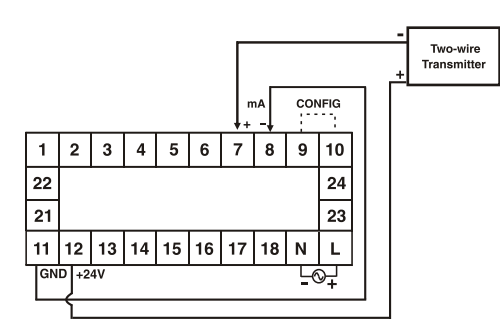 -
Two-wire
Transmitter
+
mA
CONFIG
+ -
1 2 3 4 5 6 7 8 9 10
22 24
21 23
11 12 13 14 15 16 17 18 N L
GND +24V
- +